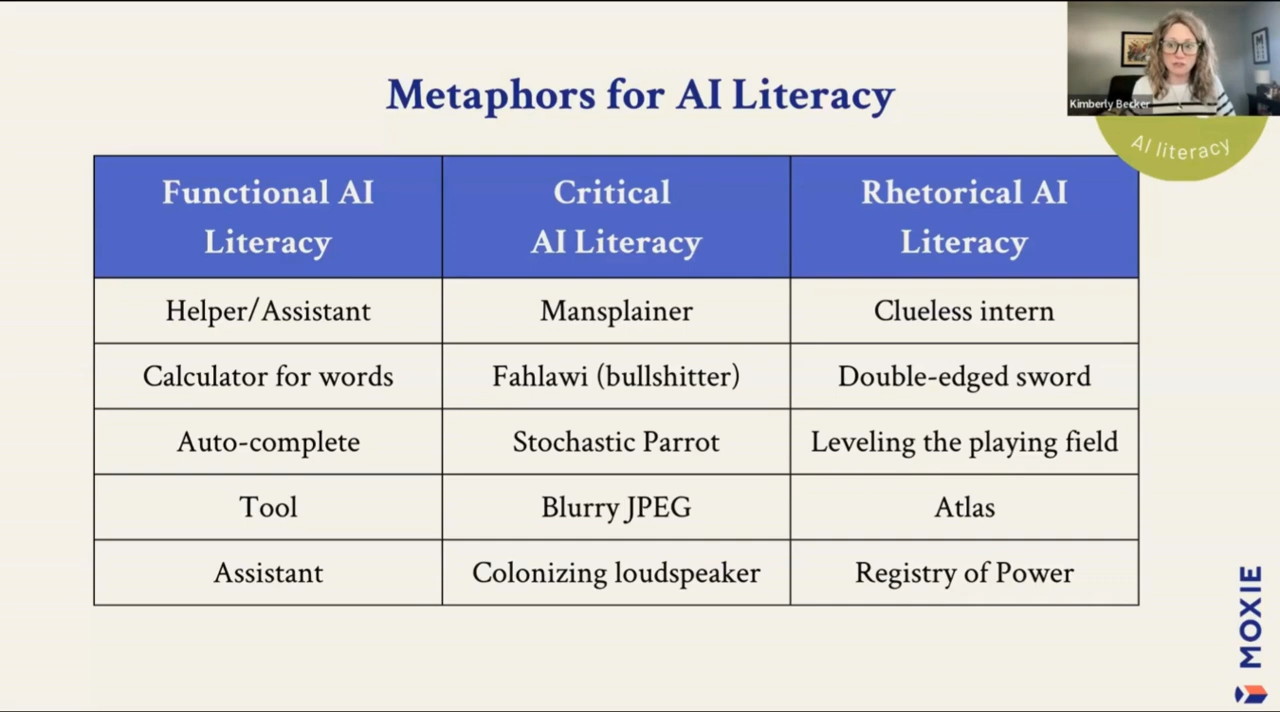 Metaphors for AI Literacy
Kimberly Becker
AI literacy
Functional AI
Literacy
Critical
AI Literacy
Rhetorical AI
Literacy
Helper/Assistant
Mansplainer
Clueless intern
Calculator for words
Fahlawi (bullshitter)
Double-edged sword
Auto-complete
Stochastic Parrot
Leveling the playing field
Tool
Blurry JPEG
Atlas
Assistant
Colonizing loudspeaker
Registry of Power
MOXIE